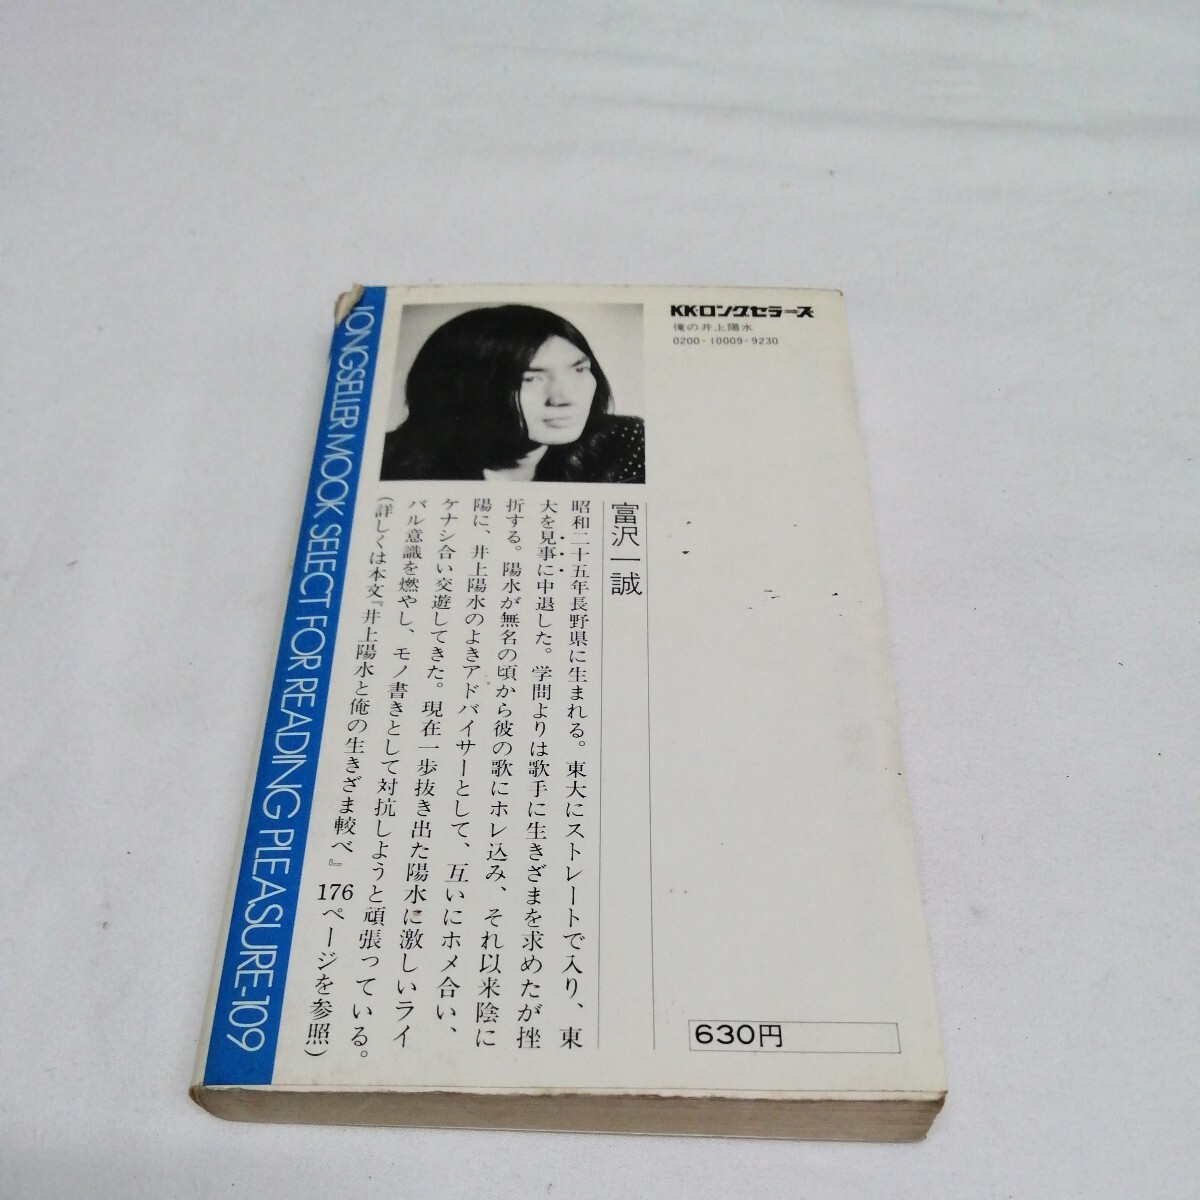 KKロングセラーズ
俺の井上陽水
0200-10009-9230
富沢一誠
昭和二十五年長野県に生まれる。東大にストレートで入り、東
大を見事に中退した。学問よりは歌手に生きざまを求めたが挫
折する。陽水が無名の頃から彼の歌にホレ込み、それ以来陰に
陽に、井上陽水のよきアドバイサーとして、互いにホメ合い、
ケナシ合い交遊してきた。現在一歩抜き出た陽水に激しいライ
バル意識を燃やし、モノ書きとして対抗しようと頑張っている。
(詳しくは本文『井上陽水と俺の生きざま較べ』176ページを参照)
630円
LONGSELLER MOOK SELECT FOR READING PLEASURE-109